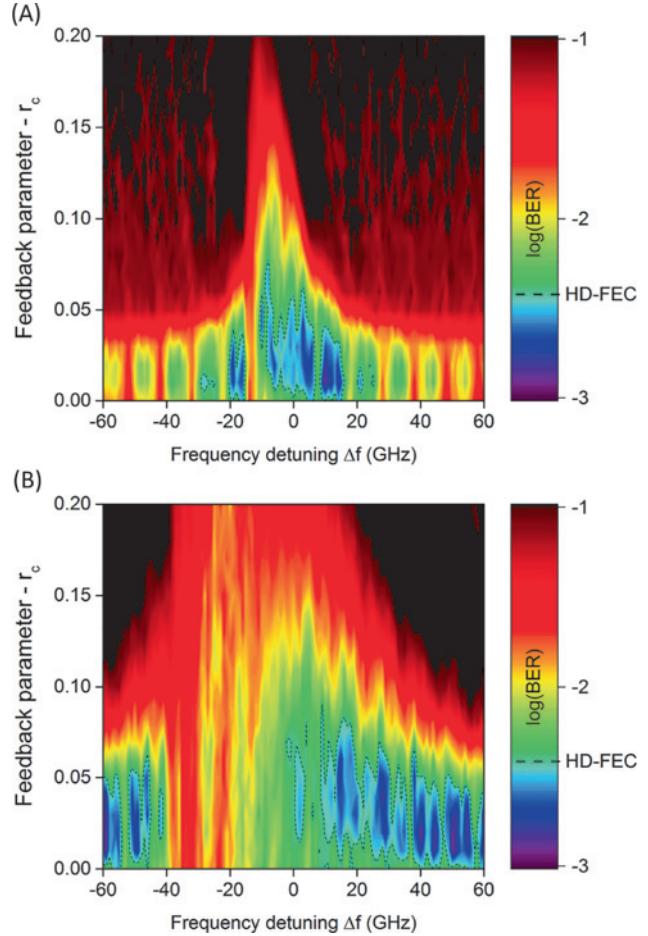 (A)
0.20
0.15
0.10
0.05
0.00
Feedback parameter - r_c
-60 -40 -20 0 20 40 60
Frequency detuning Δf (GHz)
-1
-2
-3
log(BER)
HD-FEC
(B)
0.20
0.15
0.10
0.05
0.00
Feedback parameter - r_c
-60 -40 -20 0 20 40 60
Frequency detuning Δf (GHz)
-1
-2
-3
log(BER)
HD-FEC